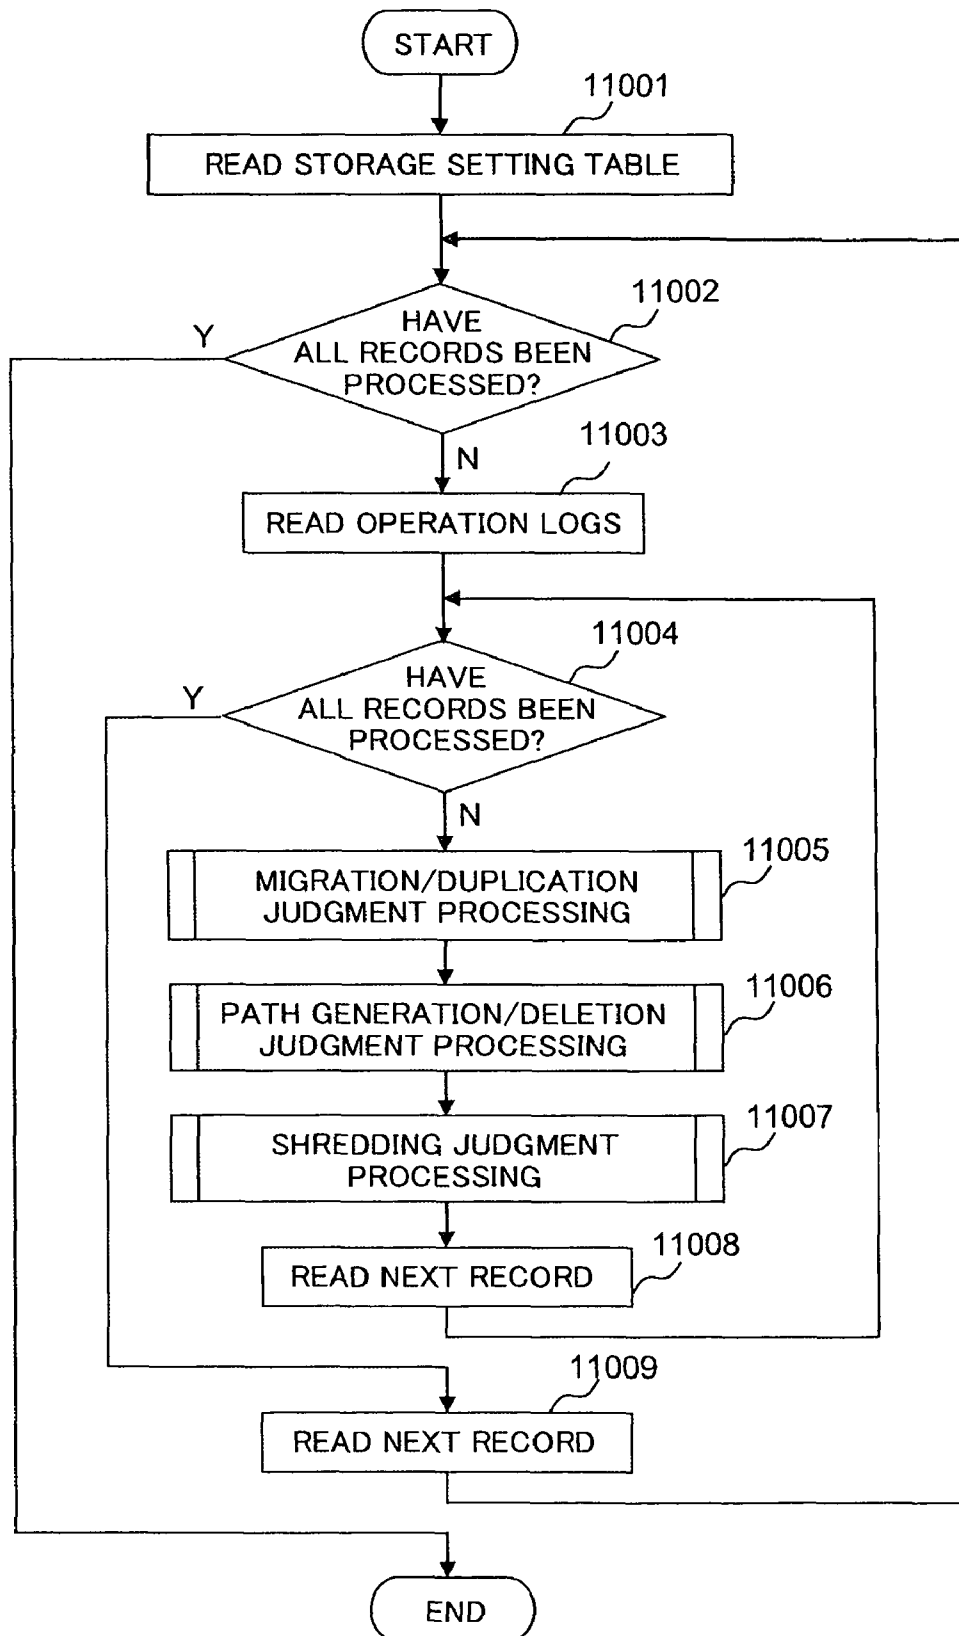 START
11001
READ STORAGE SETTING TABLE
11002
Y
HAVE
ALL RECORDS BEEN
PROCESSED?
N
11003
READ OPERATION LOGS
11004
Y
HAVE
ALL RECORDS BEEN
PROCESSED?
N
11005
MIGRATION/DUPLICATION
JUDGMENT PROCESSING
11006
PATH GENERATION/DELETION
JUDGMENT PROCESSING
11007
SHREDDING JUDGMENT
PROCESSING
11008
READ NEXT RECORD
11009
READ NEXT RECORD
END